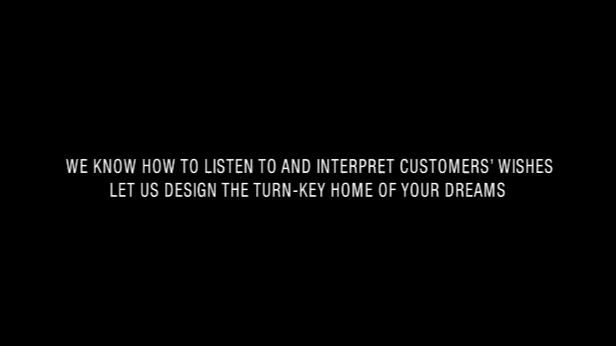 WE KNOW HOW TO LISTEN TO AND INTERPRET CUSTOMERS' WISHES
LET US DESIGN THE TURN-KEY HOME OF YOUR DREAMS